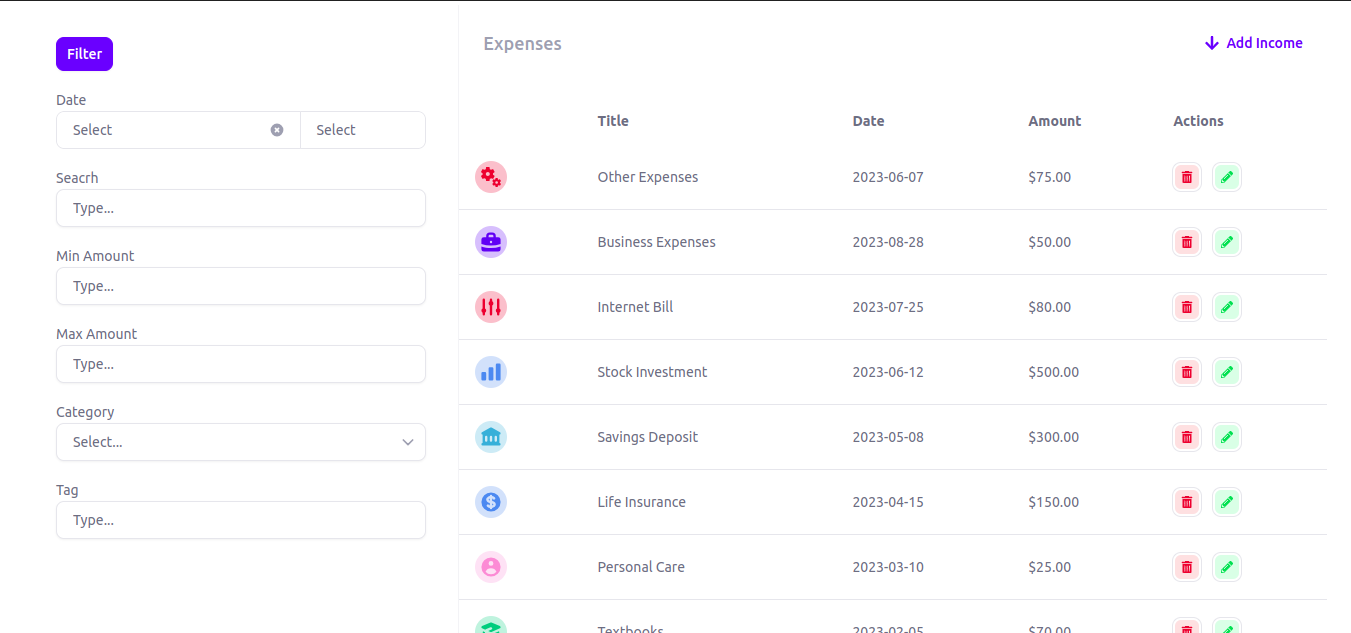 Filter
Date
Select Select
Seacrh
Type...
Min Amount
Type...
Max Amount
Type...
Category
Select...
Tag
Type...
Expenses
Add Income
Title Date Amount Actions
Other Expenses 2023-06-07 $75.00
Business Expenses 2023-08-28 $50.00
Internet Bill 2023-07-25 $80.00
Stock Investment 2023-06-12 $500.00
Savings Deposit 2023-05-08 $300.00
Life Insurance 2023-04-15 $150.00
Personal Care 2023-03-10 $25.00
Textbooks 2023-02-05 $70.00